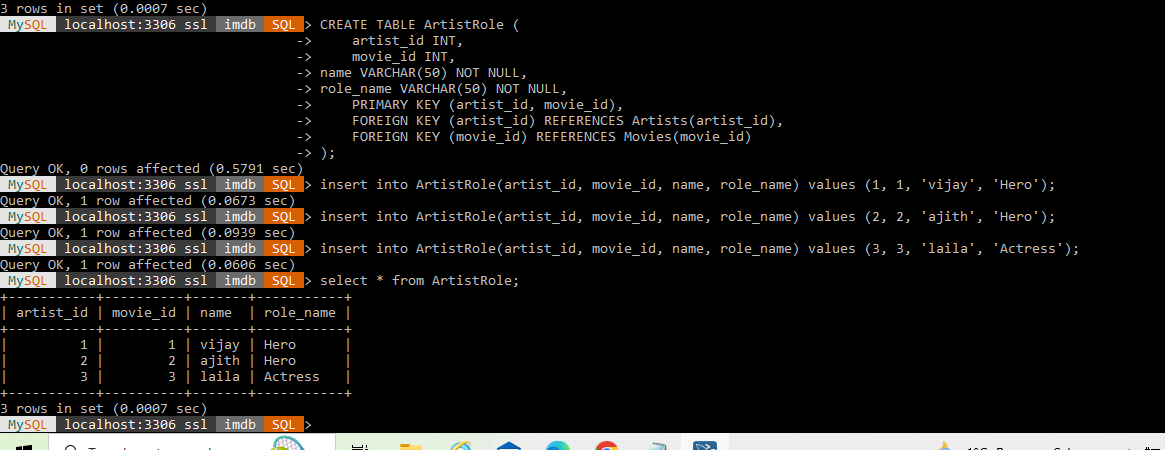 3 rows in set (0.0007 sec)
MySQL localhost:3306 ssl imdb SQL > CREATE TABLE ArtistRole (
-> artist_id INT,
-> movie_id INT,
-> name VARCHAR(50) NOT NULL,
-> role_name VARCHAR(50) NOT NULL,
-> PRIMARY KEY (artist_id, movie_id),
-> FOREIGN KEY (artist_id) REFERENCES Artists(artist_id),
-> FOREIGN KEY (movie_id) REFERENCES Movies(movie_id)
-> );
Query OK, 0 rows affected (0.5791 sec)
MySQL localhost:3306 ssl imdb SQL > insert into ArtistRole(artist_id, movie_id, name, role_name) values (1, 1, 'vijay', 'Hero');
Query OK, 1 row affected (0.0673 sec)
MySQL localhost:3306 ssl imdb SQL > insert into ArtistRole(artist_id, movie_id, name, role_name) values (2, 2, 'ajith', 'Hero');
Query OK, 1 row affected (0.0939 sec)
MySQL localhost:3306 ssl imdb SQL > insert into ArtistRole(artist_id, movie_id, name, role_name) values (3, 3, 'laila', 'Actress');
Query OK, 1 row affected (0.0606 sec)
MySQL localhost:3306 ssl imdb SQL > select * from ArtistRole;
+-----------+----------+-------+-----------+
| artist_id | movie_id | name | role_name |
+-----------+----------+-------+-----------+
| 1 | 1 | vijay | Hero |
| 2 | 2 | ajith | Hero |
| 3 | 3 | laila | Actress |
+-----------+----------+-------+-----------+
3 rows in set (0.0007 sec)
MySQL localhost:3306 ssl imdb SQL >